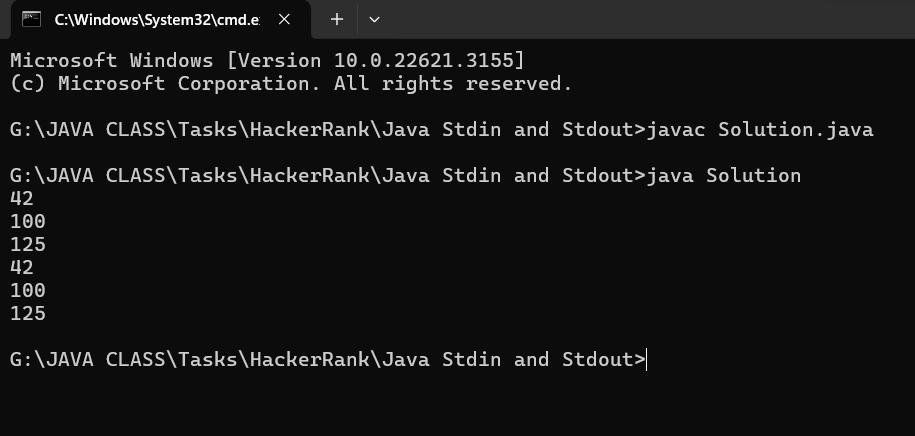 C:\Windows\System32\cmd.e
Microsoft Windows [Version 10.0.22621.3155]
(c) Microsoft Corporation. All rights reserved.
G:\JAVA CLASS\Tasks\HackerRank\Java Stdin and Stdout>javac Solution.java
G:\JAVA CLASS\Tasks\HackerRank\Java Stdin and Stdout>java Solution
42
100
125
42
100
125
G:\JAVA CLASS\Tasks\HackerRank\Java Stdin and Stdout>